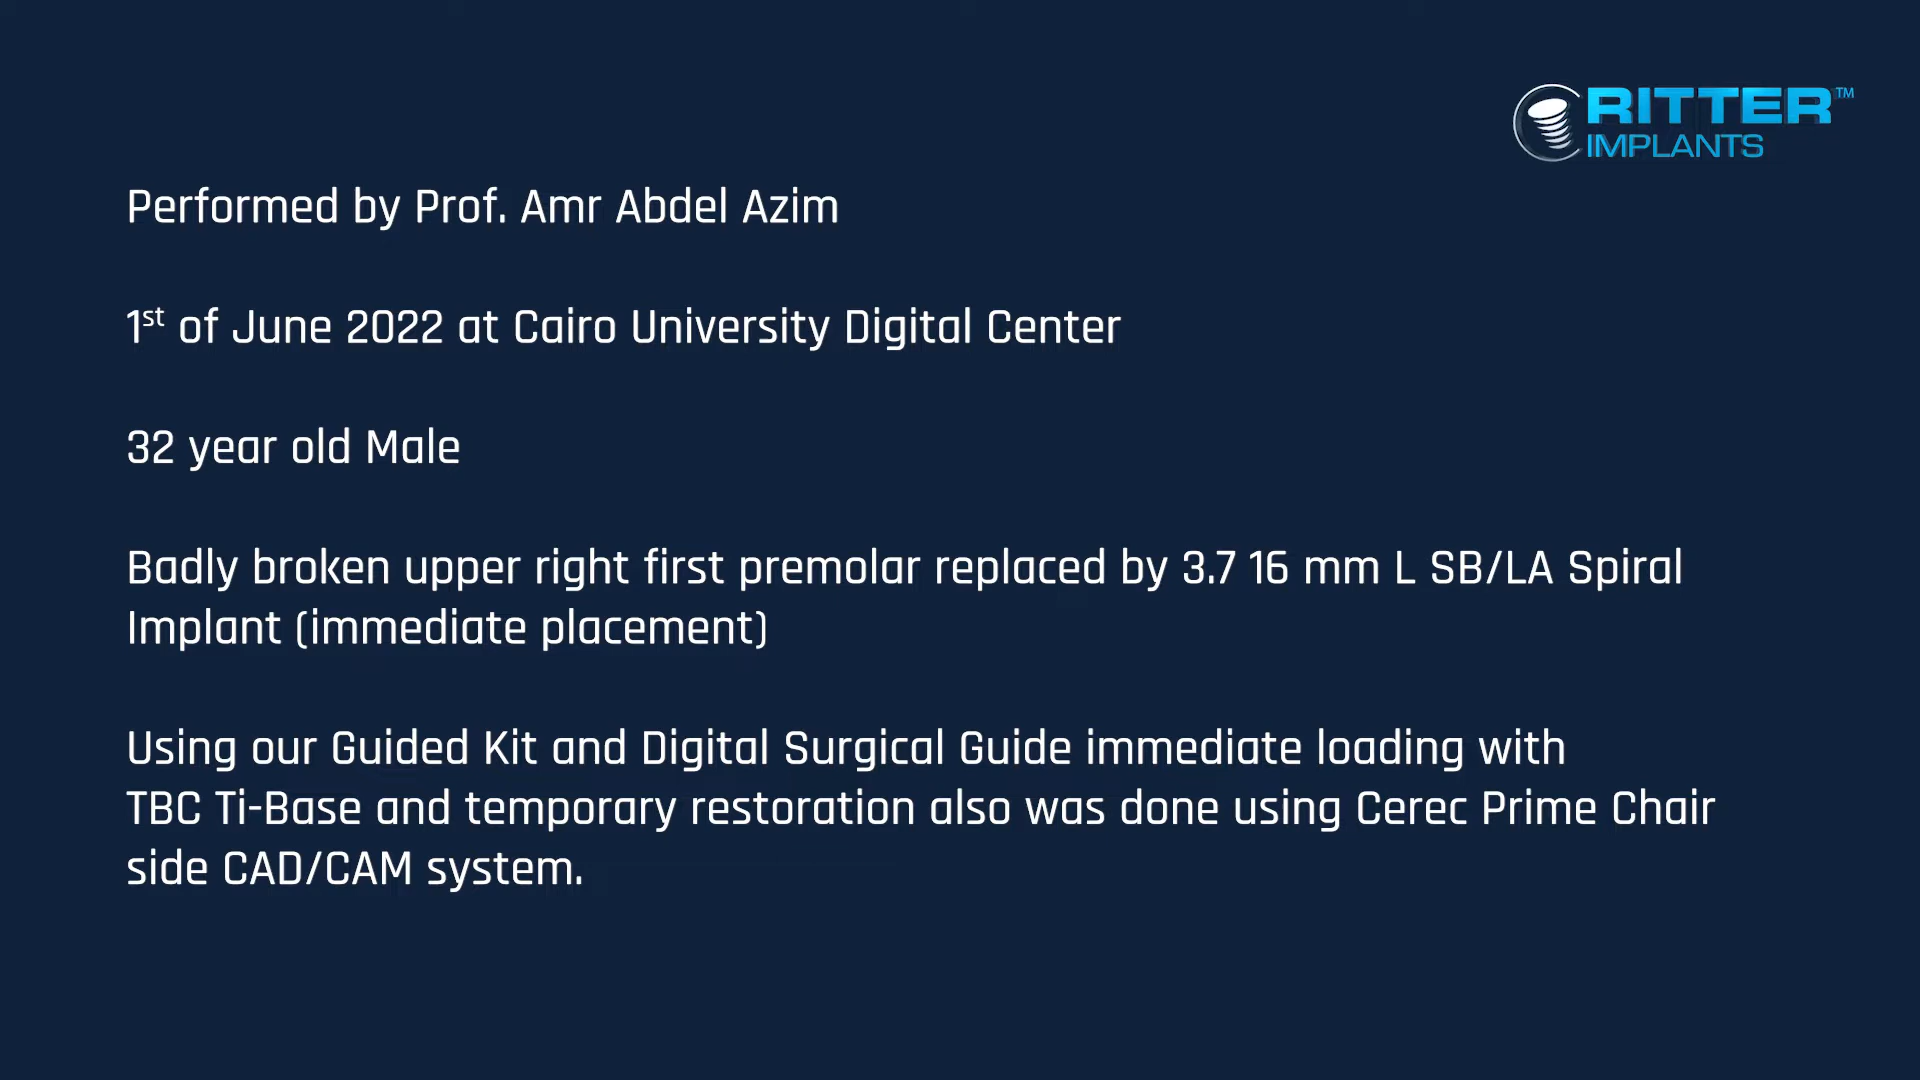 RITTER™
IMPLANTS
Performed by Prof. Amr Abdel Azim
1st of June 2022 at Cairo University Digital Center
32 year old Male
Badly broken upper right first premolar replaced by 3.7 16 mm L SB/LA Spiral
Implant (immediate placement)
Using our Guided Kit and Digital Surgical Guide immediate loading with
TBC Ti-Base and temporary restoration also was done using Cerec Prime Chair
side CAD/CAM system.